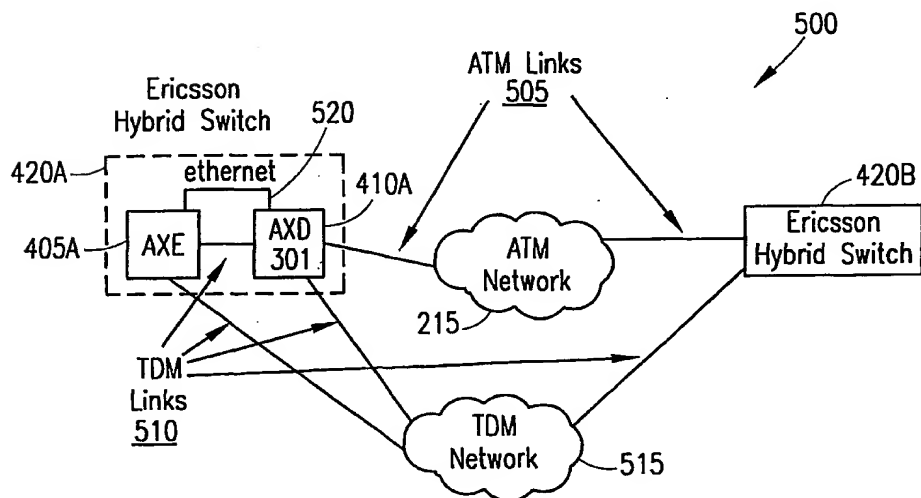 500
ATM Links
505
Ericsson
Hybrid Switch
520
420A
ethernet
410A
420B
405A
AXE
AXD
301
ATM
Network
Ericsson
Hybrid Switch
215
TDM
Links
510
TDM
Network
515